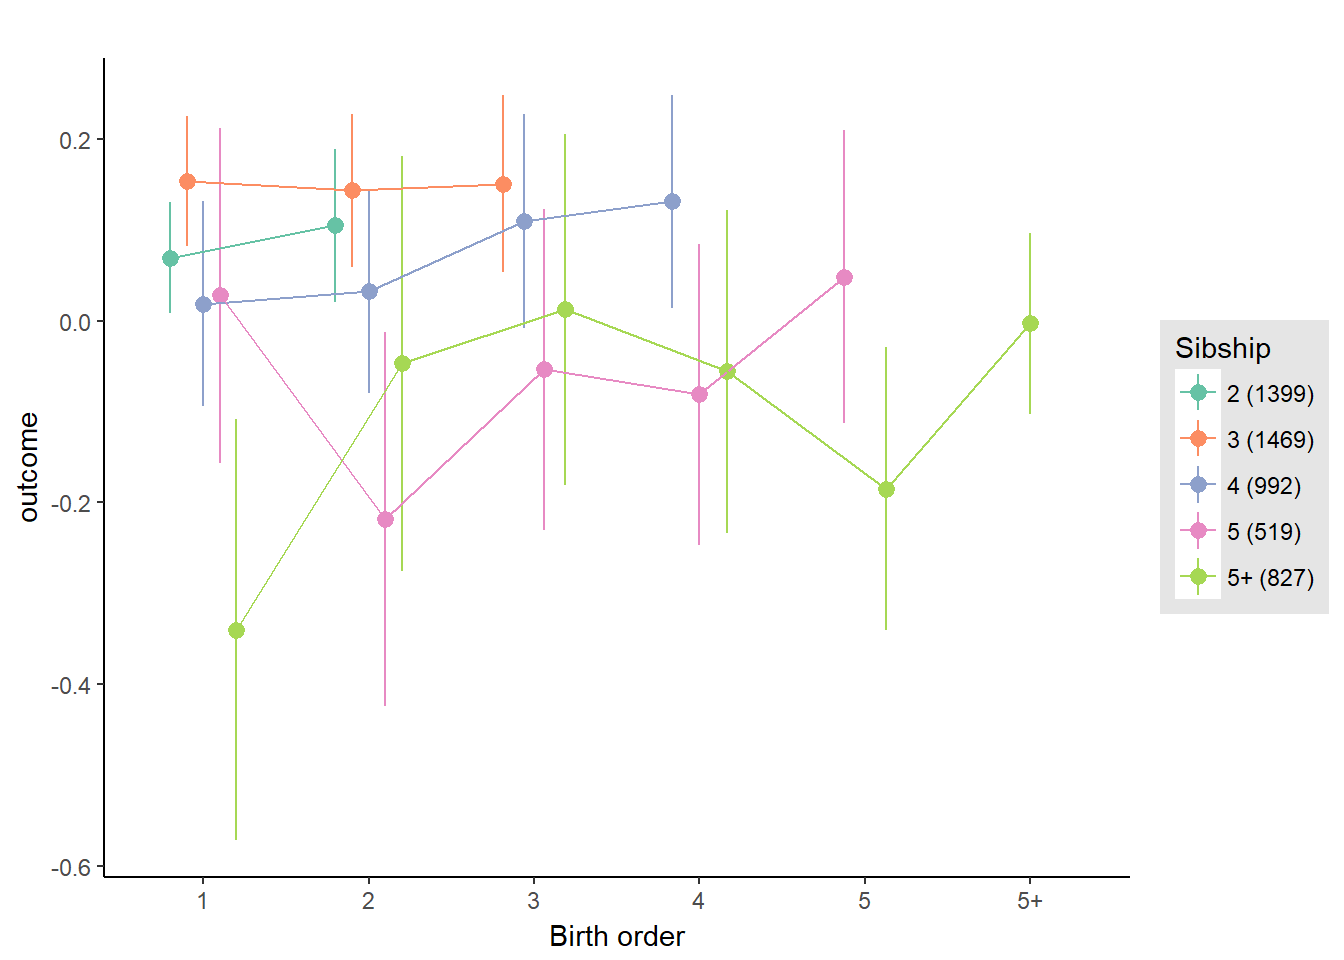 0.2
0.0
-0.2
-0.4
-0.6
outcome
1 2 3 4 5 5+
Birth order
Sibship
2 (1399)
3 (1469)
4 (992)
5 (519)
5+ (827)